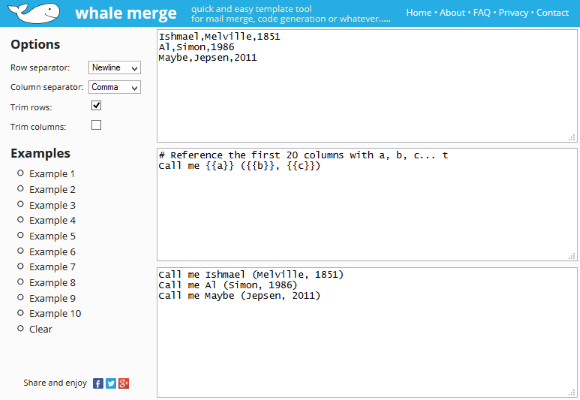 whale merge
quick and easy template tool
for mail merge, code generation or whatever.....
Home • About • FAQ • Privacy • Contact
Options
Row separator: Newline
Column separator: Comma
Trim rows:
Trim columns:
Examples
Example 1
Example 2
Example 3
Example 4
Example 5
Example 6
Example 7
Example 8
Example 9
Example 10
Clear
Share and enjoy
Ishmael,Melville,1851
Al,Simon,1986
Maybe,Jepsen,2011
# Reference the first 20 columns with a, b, c... t
Call me {{a}} ({{b}}, {{c}})
Call me Ishmael (Melville, 1851)
Call me Al (Simon, 1986)
Call me Maybe (Jepsen, 2011)